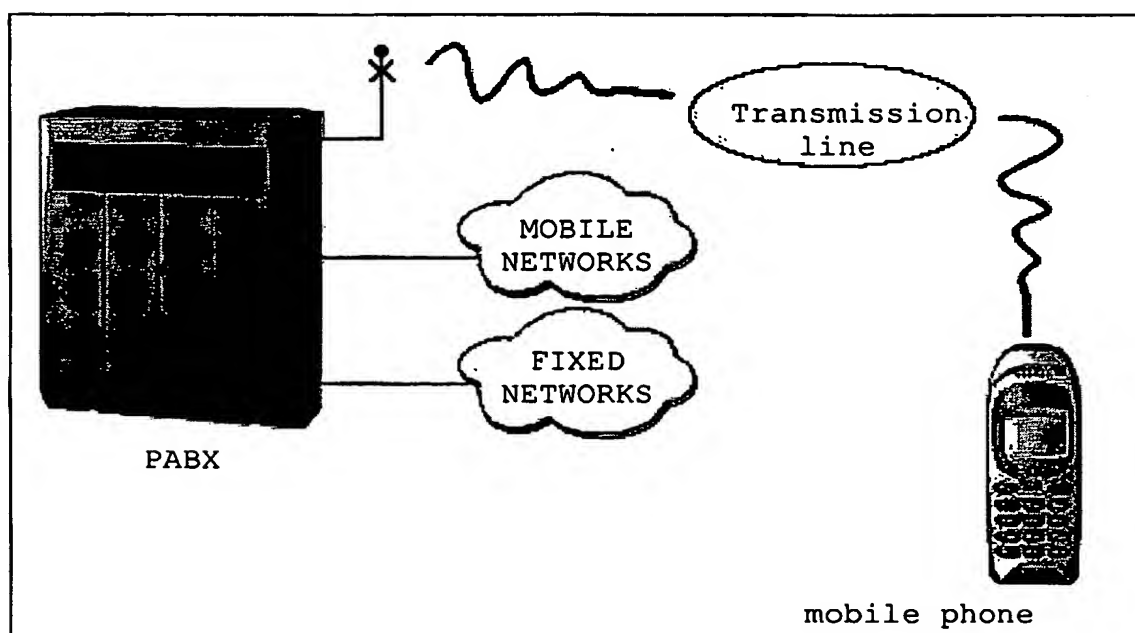 Transmission
line
MOBILE
NETWORKS
FIXED
NETWORKS
PABX
mobile phone